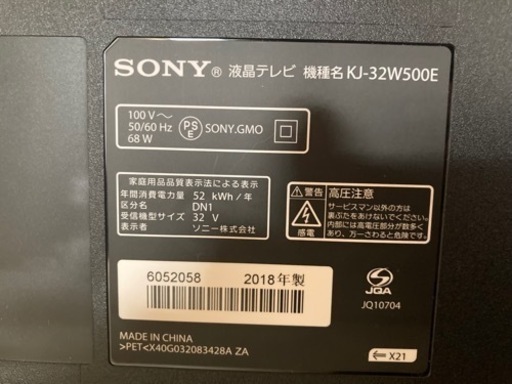 SONY® 液晶テレビ 機種名 KJ-32W500E
100 V～
50/60 Hz
68 W
PS
E
SONY.GMO
家庭用品品質表示法による表示
年間消費電力量 52 kWh／年
区分名 DN1
受信機型サイズ 32 V
表示者 ソニー株式会社
⚠警告 高圧注意
感電
サービスマン以外の方は
裏ぶたをあけないでください。
内部には高電圧部分が数多く
あり、万一さわると危険です。
6052058 2018年製
JQA
JQ10704
MADE IN CHINA
>PET<X40G032083428A ZA
X21